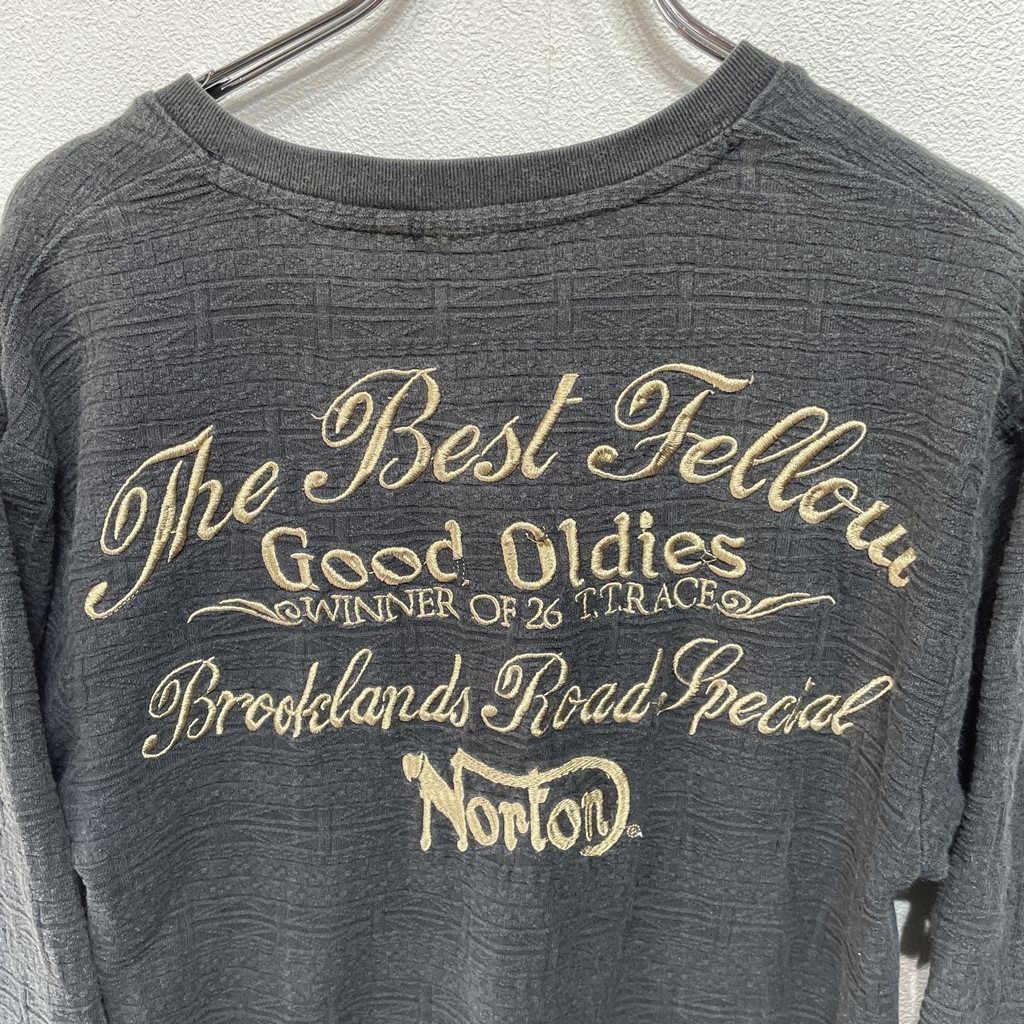 The Best Fellow
Good Oldies
WINNER OF 26 T.T.RACE
Brooklands Road Special
Norton®